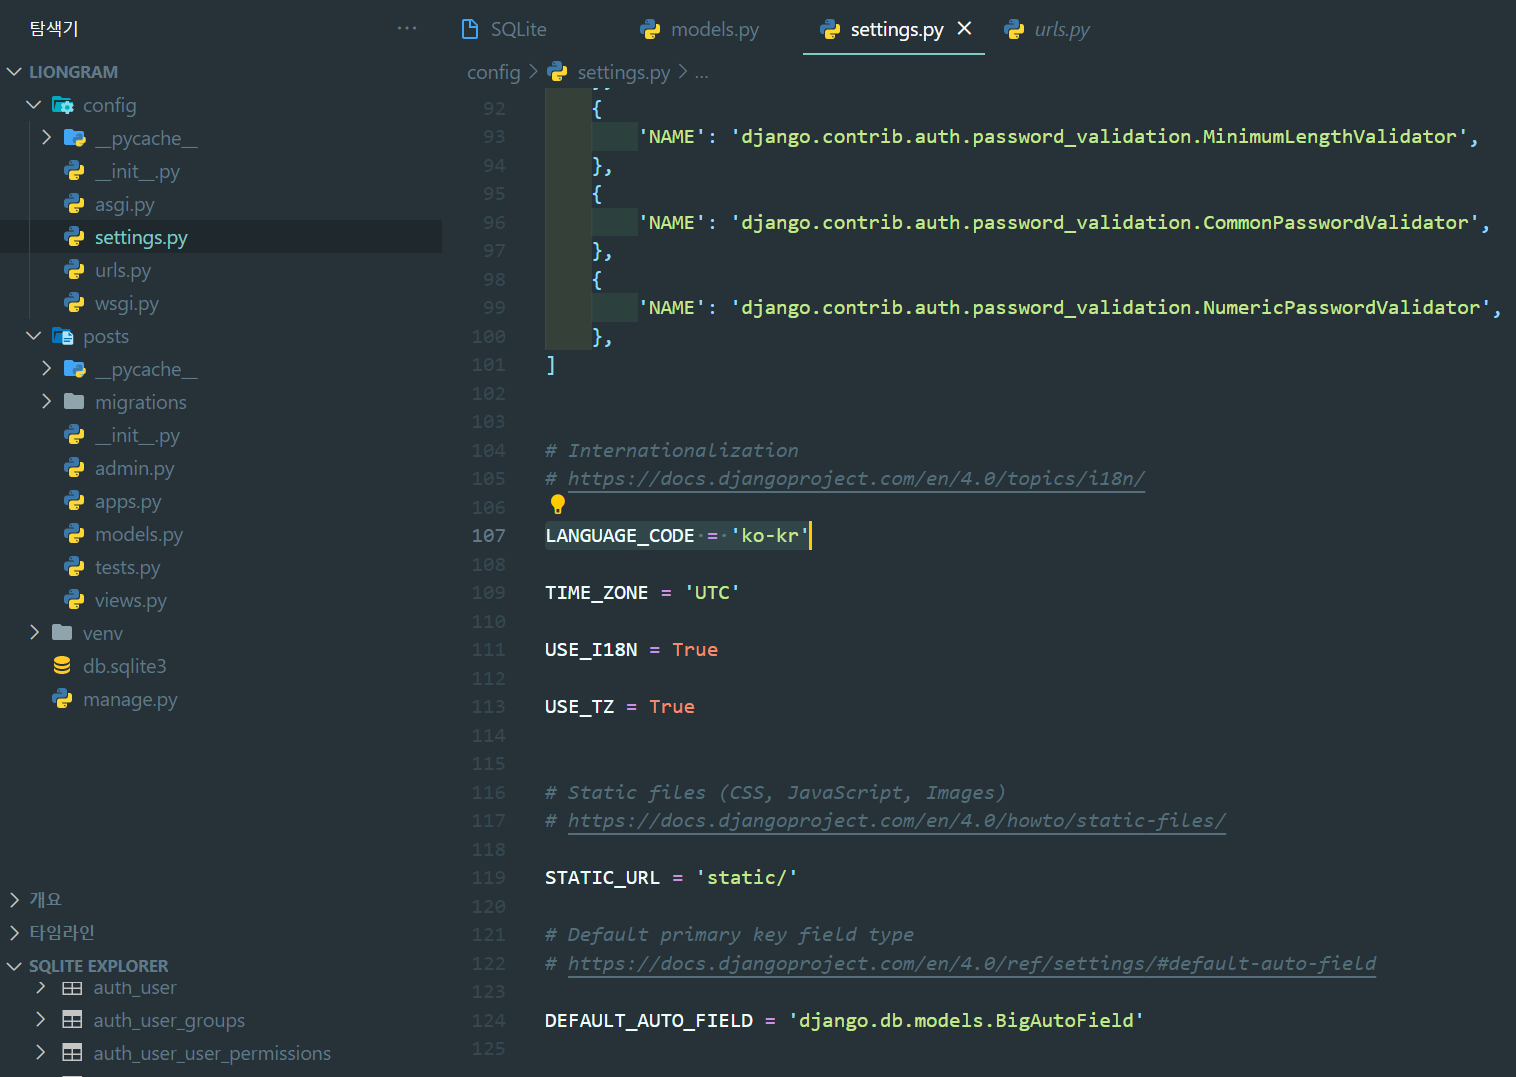 탐색기 ···
LIONGRAM
config
__pycache__
__init__.py
asgi.py
settings.py
urls.py
wsgi.py
posts
__pycache__
migrations
__init__.py
admin.py
apps.py
models.py
tests.py
views.py
venv
db.sqlite3
manage.py
개요
타임라인
SQLITE EXPLORER
auth_user
auth_user_groups
auth_user_user_permissions
SQLite models.py settings.py urls.py
config > settings.py > ...
92 {
93 'NAME': 'django.contrib.auth.password_validation.MinimumLengthValidator',
94 },
95 {
96 'NAME': 'django.contrib.auth.password_validation.CommonPasswordValidator',
97 },
98 {
99 'NAME': 'django.contrib.auth.password_validation.NumericPasswordValidator',
100 },
101 ]
102
103
104 # Internationalization
105 # https://docs.djangoproject.com/en/4.0/topics/i18n/
106
107 LANGUAGE_CODE = 'ko-kr'
108
109 TIME_ZONE = 'UTC'
110
111 USE_I18N = True
112
113 USE_TZ = True
114
115
116 # Static files (CSS, JavaScript, Images)
117 # https://docs.djangoproject.com/en/4.0/howto/static-files/
118
119 STATIC_URL = 'static/'
120
121 # Default primary key field type
122 # https://docs.djangoproject.com/en/4.0/ref/settings/#default-auto-field
123
124 DEFAULT_AUTO_FIELD = 'django.db.models.BigAutoField'
125